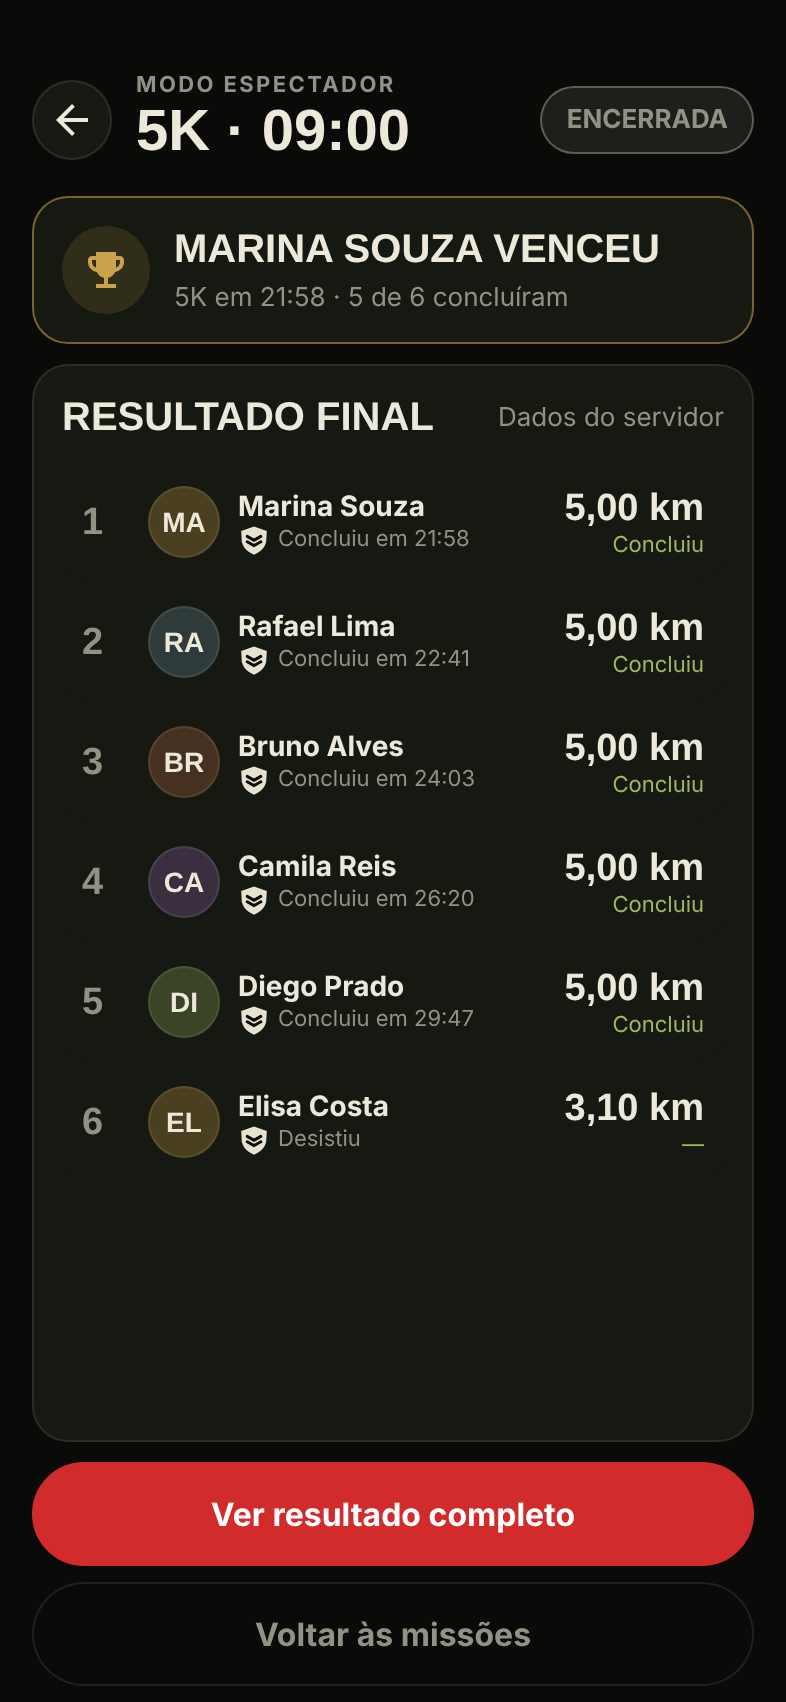 MODO ESPECTADOR
5K · 09:00
ENCERRADA
MARINA SOUZA VENCEU
5K em 21:58 · 5 de 6 concluíram
RESULTADO FINAL
Dados do servidor
1
MA
Marina Souza
Concluiu em 21:58
5,00 km
Concluiu
2
RA
Rafael Lima
Concluiu em 22:41
5,00 km
Concluiu
3
BR
Bruno Alves
Concluiu em 24:03
5,00 km
Concluiu
4
CA
Camila Reis
Concluiu em 26:20
5,00 km
Concluiu
5
DI
Diego Prado
Concluiu em 29:47
5,00 km
Concluiu
6
EL
Elisa Costa
Desistiu
3,10 km
—
Ver resultado completo
Voltar às missões